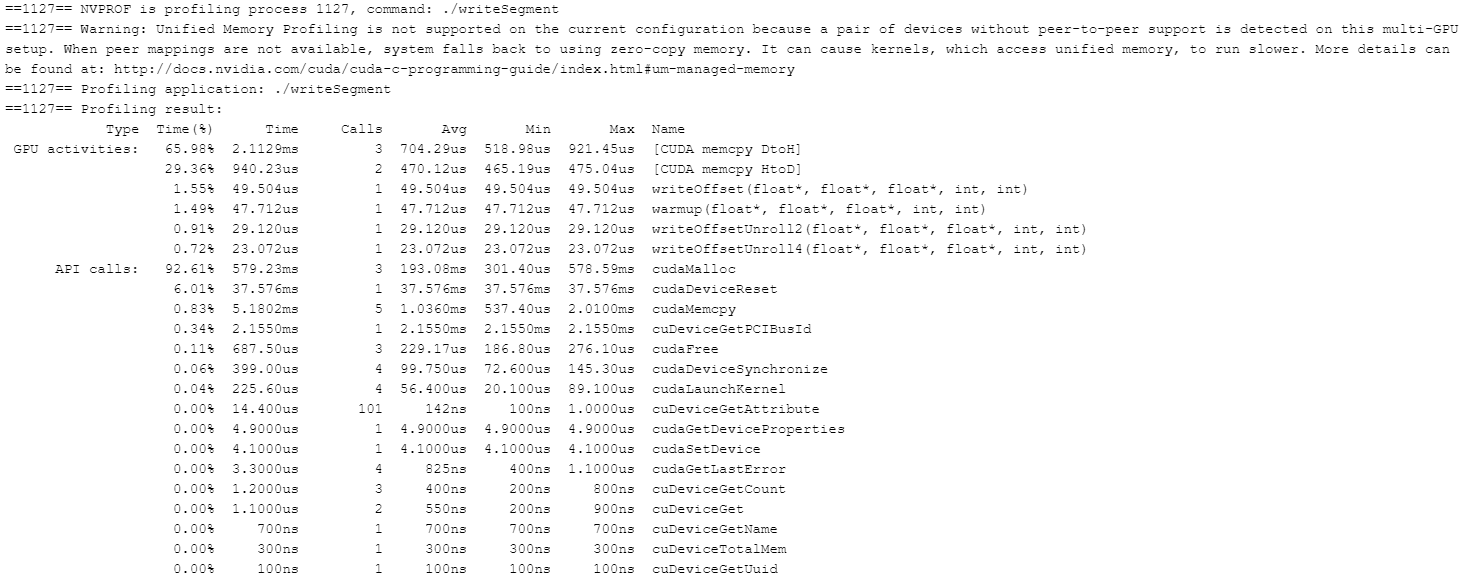 ==1127== NVPROF is profiling process 1127, command: ./writeSegment
==1127== Warning: Unified Memory Profiling is not supported on the current configuration because a pair of devices without peer-to-peer support is detected on this multi-GPU
setup. When peer mappings are not available, system falls back to using zero-copy memory. It can cause kernels, which access unified memory, to run slower. More details can
be found at: http://docs.nvidia.com/cuda/cuda-c-programming-guide/index.html#um-managed-memory
==1127== Profiling application: ./writeSegment
==1127== Profiling result:
Type Time(%) Time Calls Avg Min Max Name
GPU activities: 65.98% 2.1129ms 3 704.29us 518.98us 921.45us [CUDA memcpy DtoH]
29.36% 940.23us 2 470.12us 465.19us 475.04us [CUDA memcpy HtoD]
1.55% 49.504us 1 49.504us 49.504us 49.504us writeOffset(float*, float*, float*, int, int)
1.49% 47.712us 1 47.712us 47.712us 47.712us warmup(float*, float*, float*, int, int)
0.91% 29.120us 1 29.120us 29.120us 29.120us writeOffsetUnroll2(float*, float*, float*, int, int)
0.72% 23.072us 1 23.072us 23.072us 23.072us writeOffsetUnroll4(float*, float*, float*, int, int)
API calls: 92.61% 579.23ms 3 193.08ms 301.40us 578.59ms cudaMalloc
6.01% 37.576ms 1 37.576ms 37.576ms 37.576ms cudaDeviceReset
0.83% 5.1802ms 5 1.0360ms 537.40us 2.0100ms cudaMemcpy
0.34% 2.1550ms 1 2.1550ms 2.1550ms 2.1550ms cuDeviceGetPCIBusId
0.11% 687.50us 3 229.17us 186.80us 276.10us cudaFree
0.06% 399.00us 4 99.750us 72.600us 145.30us cudaDeviceSynchronize
0.04% 225.60us 4 56.400us 20.100us 89.100us cudaLaunchKernel
0.00% 14.400us 101 142ns 100ns 1.0000us cuDeviceGetAttribute
0.00% 4.9000us 1 4.9000us 4.9000us 4.9000us cudaGetDeviceProperties
0.00% 4.1000us 1 4.1000us 4.1000us 4.1000us cudaSetDevice
0.00% 3.3000us 4 825ns 400ns 1.1000us cudaGetLastError
0.00% 1.2000us 3 400ns 200ns 800ns cuDeviceGetCount
0.00% 1.1000us 2 550ns 200ns 900ns cuDeviceGet
0.00% 700ns 1 700ns 700ns 700ns cuDeviceGetName
0.00% 300ns 1 300ns 300ns 300ns cuDeviceTotalMem
0.00% 100ns 1 100ns 100ns 100ns cuDeviceGetUuid